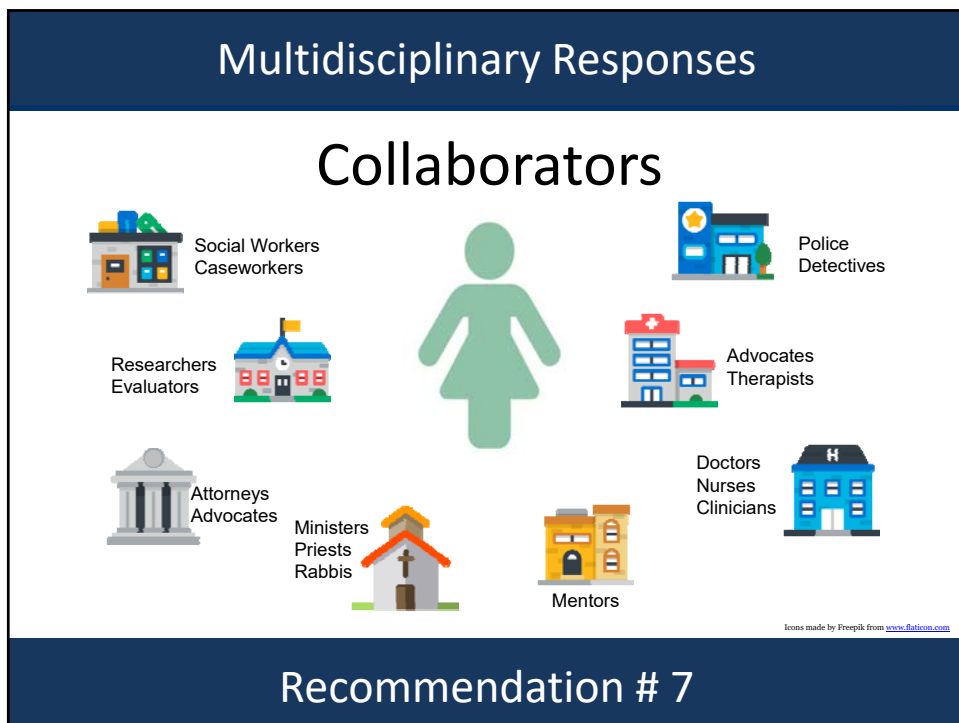 Multidisciplinary Responses
Collaborators
Social Workers
Caseworkers
Police
Detectives
Researchers
Evaluators
Advocates
Therapists
Attorneys
Advocates
Ministers
Priests
Rabbis
Mentors
Doctors
Nurses
Clinicians
H
Icons made by Freepik from www.flaticon.com
Recommendation # 7